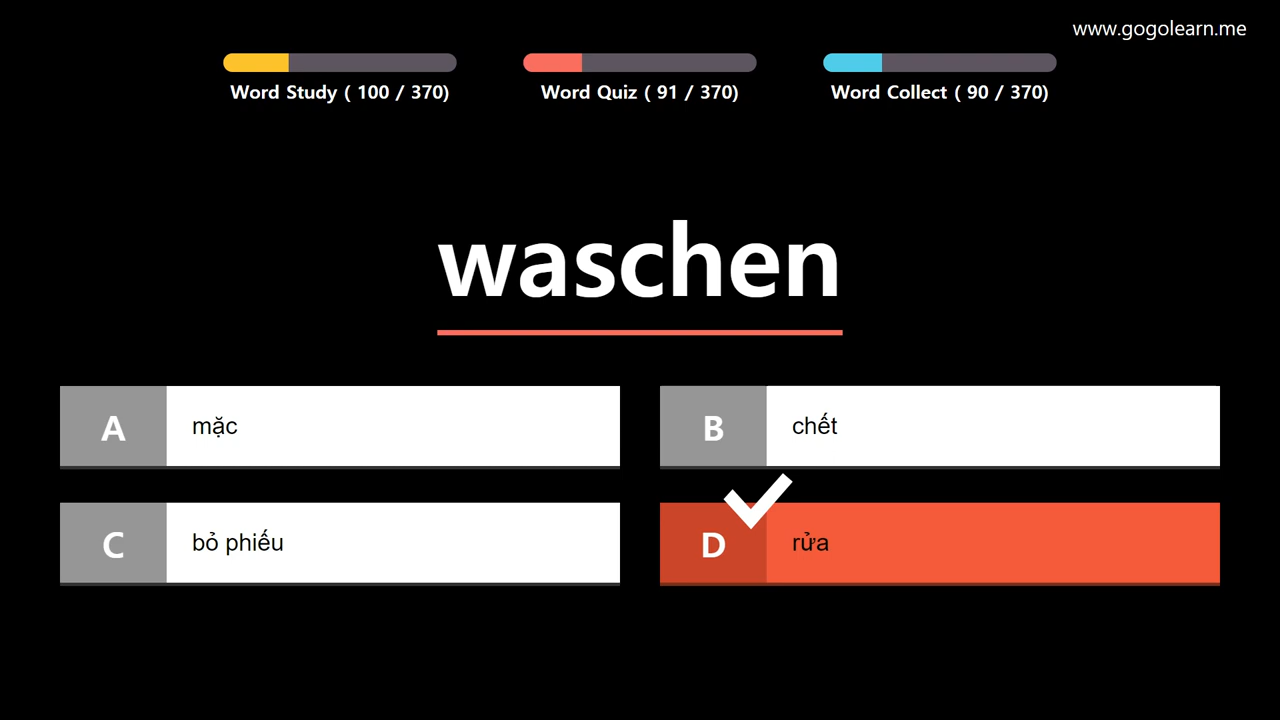 www.gogolearn.me
Word Study ( 100 / 370)
Word Quiz ( 91 / 370)
Word Collect ( 90 / 370)
waschen
A mặc
B chết
C bỏ phiếu
D rửa